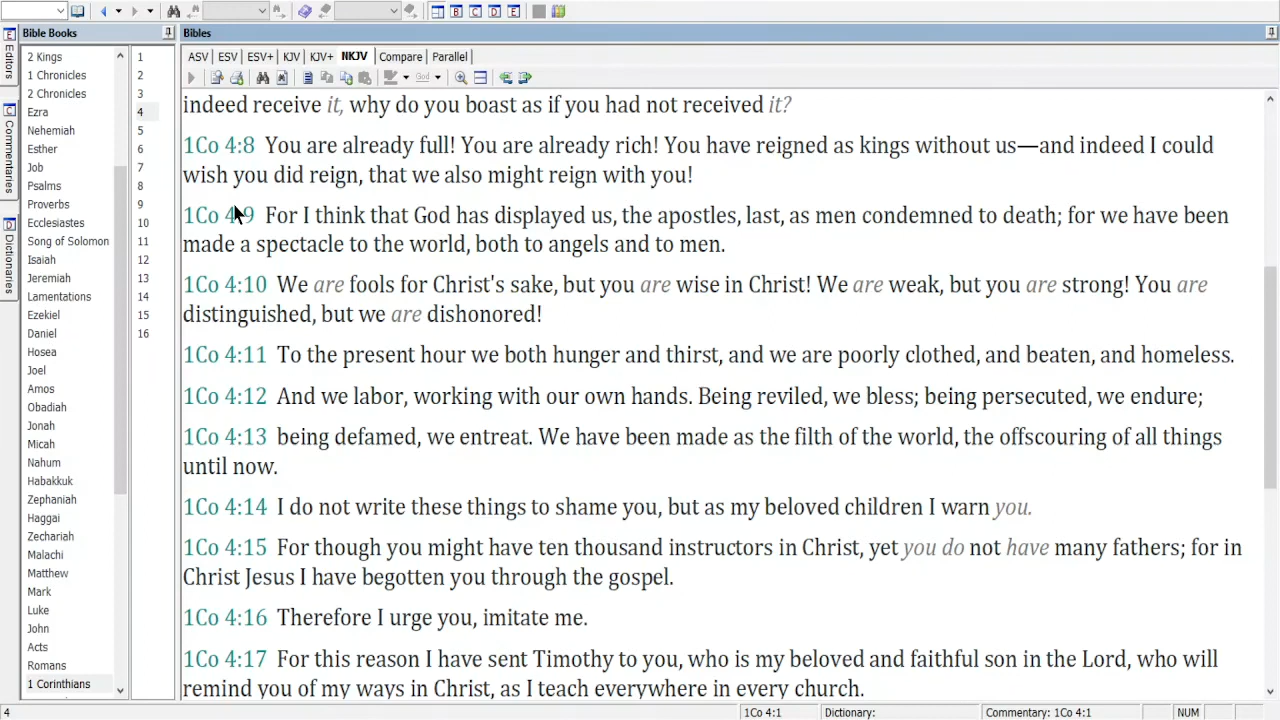 Bible Books
Bibles
Editors
Commentaries
Dictionaries
2 Kings
1 Chronicles
2 Chronicles
Ezra
Nehemiah
Esther
Job
Psalms
Proverbs
Ecclesiastes
Song of Solomon
Isaiah
Jeremiah
Lamentations
Ezekiel
Daniel
Hosea
Joel
Amos
Obadiah
Jonah
Micah
Nahum
Habakkuk
Zephaniah
Haggai
Zechariah
Malachi
Matthew
Mark
Luke
John
Acts
Romans
1 Corinthians
1
2
3
4
5
6
7
8
9
10
11
12
13
14
15
16
ASV ESV ESV+ KJV KJV+ NKJV Compare Parallel
indeed receive it, why do you boast as if you had not received it?
1Co 4:8 You are already full! You are already rich! You have reigned as kings without us—and indeed I could
wish you did reign, that we also might reign with you!
1Co 4:9 For I think that God has displayed us, the apostles, last, as men condemned to death; for we have been
made a spectacle to the world, both to angels and to men.
1Co 4:10 We are fools for Christ's sake, but you are wise in Christ! We are weak, but you are strong! You are
distinguished, but we are dishonored!
1Co 4:11 To the present hour we both hunger and thirst, and we are poorly clothed, and beaten, and homeless.
1Co 4:12 And we labor, working with our own hands. Being reviled, we bless; being persecuted, we endure;
1Co 4:13 being defamed, we entreat. We have been made as the filth of the world, the offscouring of all things
until now.
1Co 4:14 I do not write these things to shame you, but as my beloved children I warn you.
1Co 4:15 For though you might have ten thousand instructors in Christ, yet you do not have many fathers; for in
Christ Jesus I have begotten you through the gospel.
1Co 4:16 Therefore I urge you, imitate me.
1Co 4:17 For this reason I have sent Timothy to you, who is my beloved and faithful son in the Lord, who will
remind you of my ways in Christ, as I teach everywhere in every church.
4
1Co 4:1
Dictionary:
Commentary: 1Co 4:1
NUM